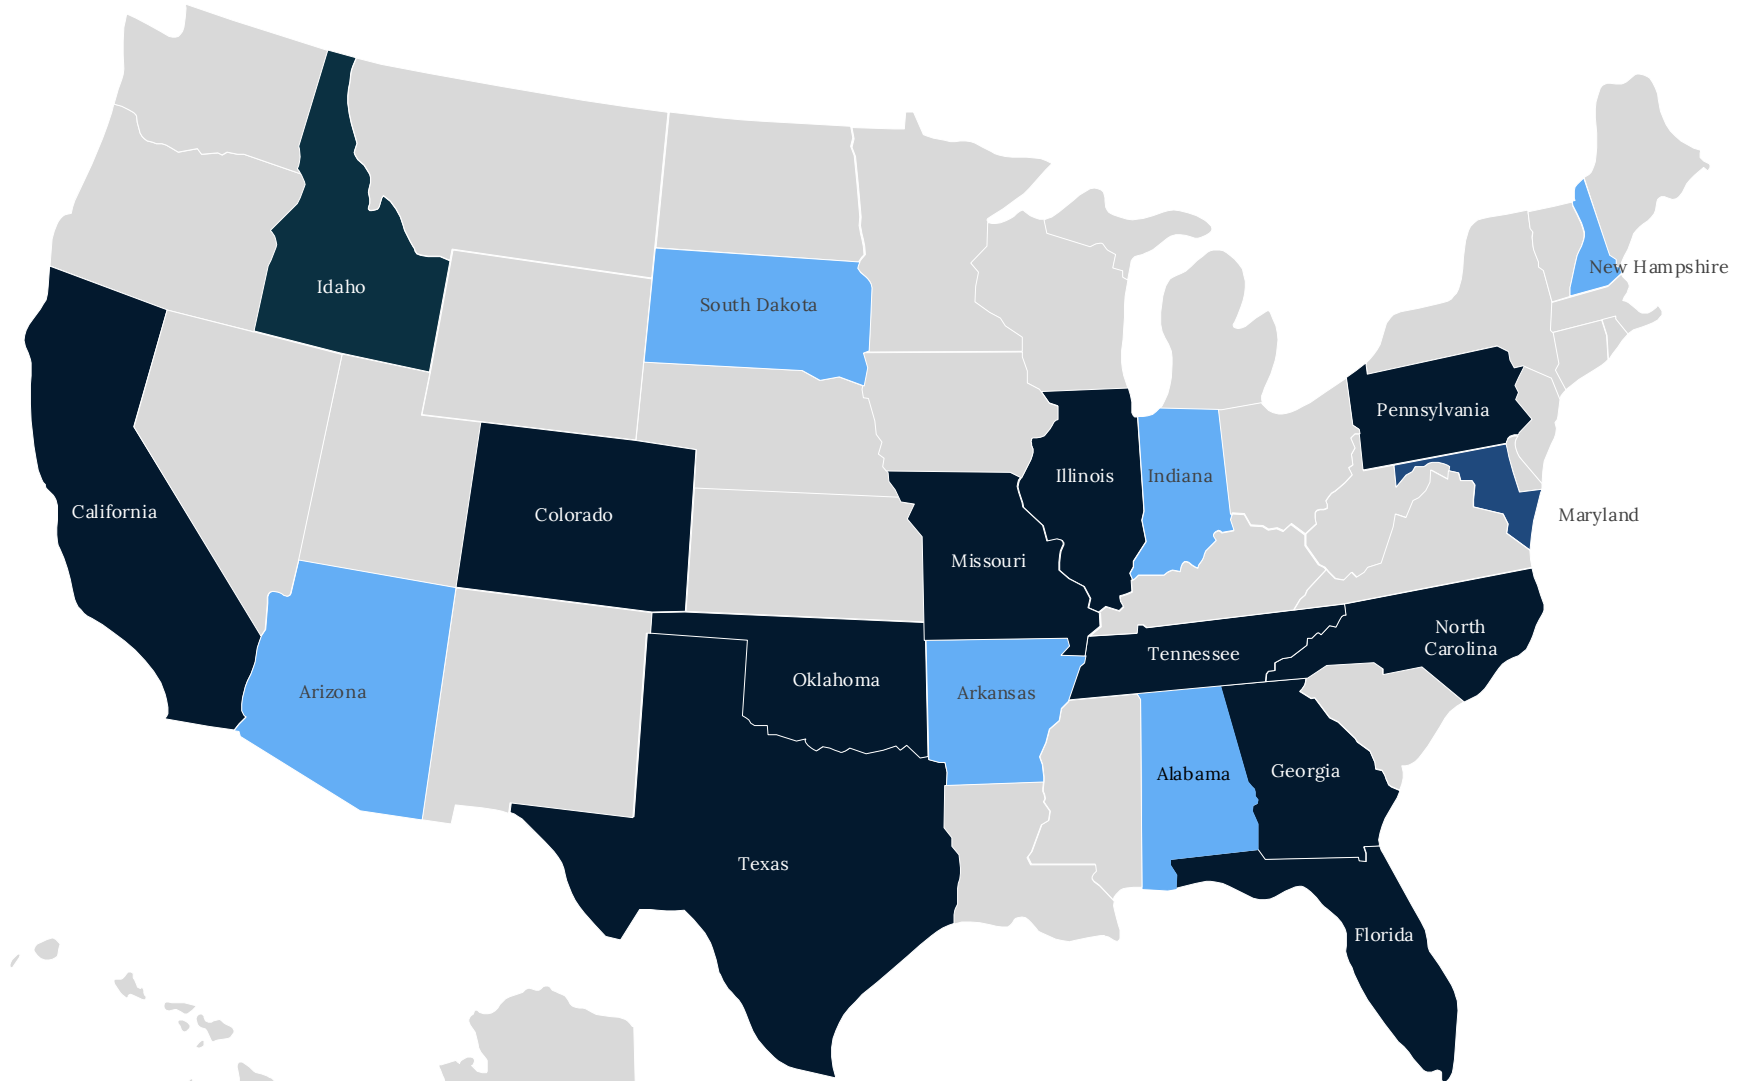 New Hampshire
Idaho
South Dakota
Pennsylvania
Illinois
Indiana
California
Colorado
Maryland
Missouri
North
Carolina
Tennessee
Oklahoma
Arizona
Arkansas
Georgia
Alabama
Texas
Florida